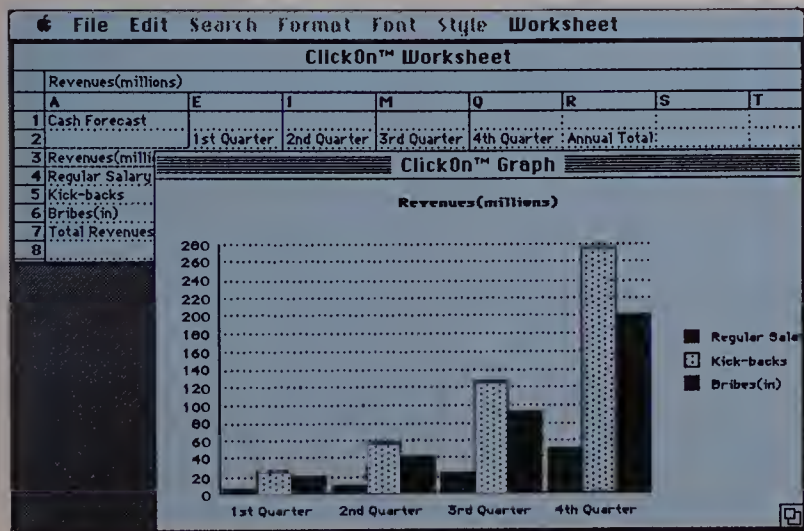 File Edit Search Format Font Style Worksheet
ClickOn™ Worksheet
Revenues(millions)
A E I M Q R S T
1 Cash Forecast
2 1st Quarter 2nd Quarter 3rd Quarter 4th Quarter Annual Total:
3 Revenues(milli
4 Regular Salary
5 Kick-backs
6 Bribes(in)
7 Total Revenues
8
ClickOn™ Graph
Revenues(millions)
280
260
240
220
200
180
160
140
120
100
80
60
40
20
0
1st Quarter 2nd Quarter 3rd Quarter 4th Quarter
Regular Sala
Kick-backs
Bribes(in)